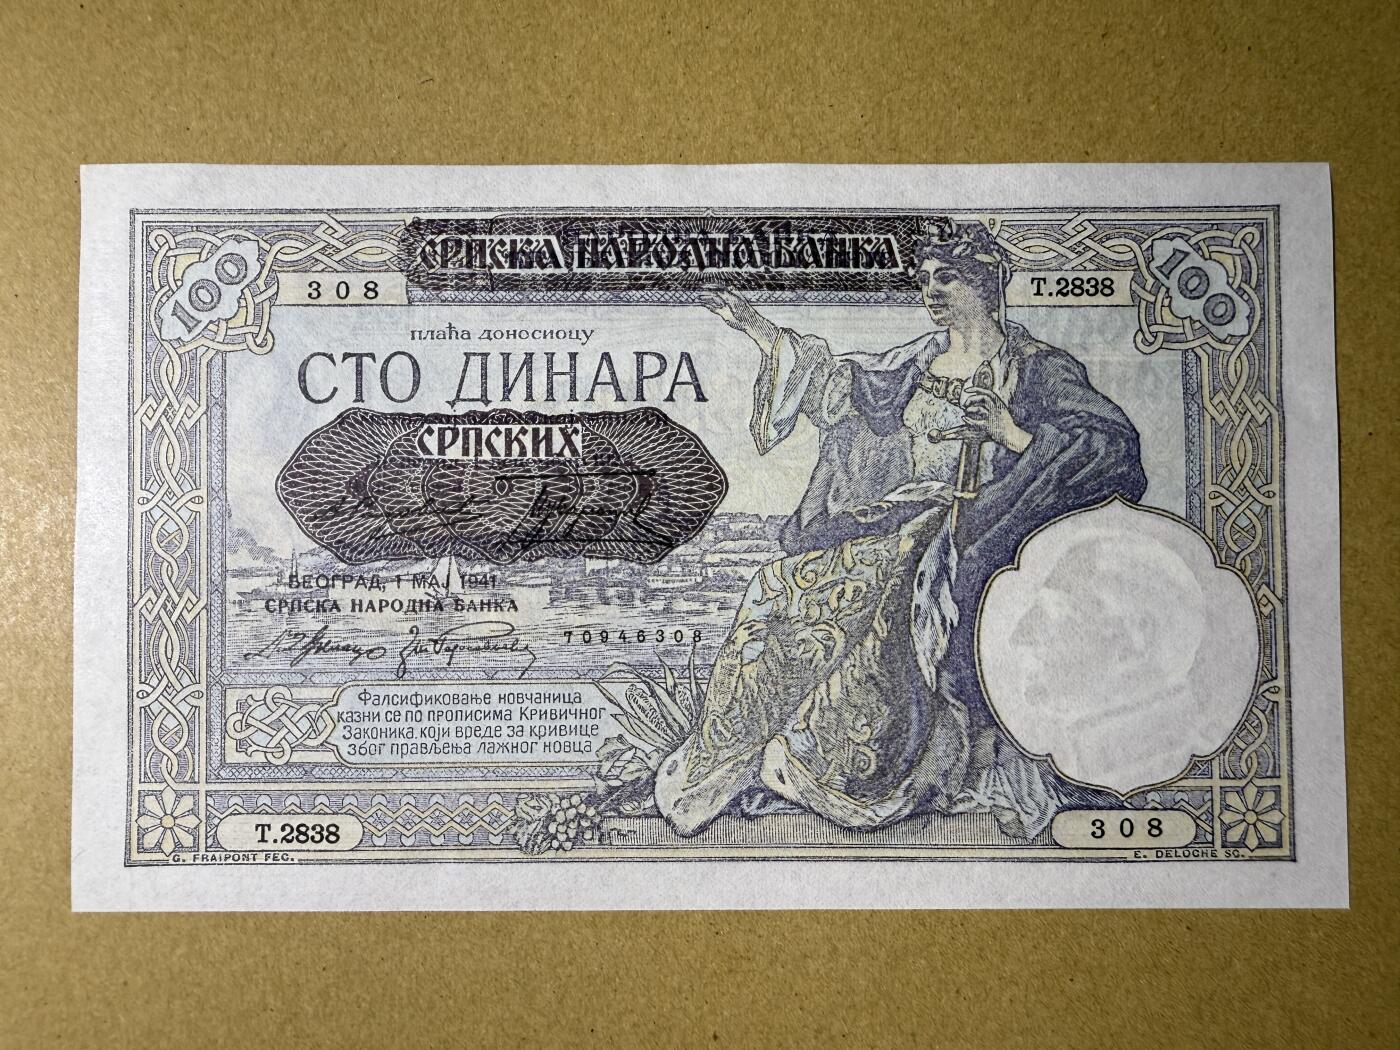 СРПСКА НАРОДНА БАНКА
100
308
T.2838
100
плаћа доносиоцу
СТО ДИНАРА
СРПСКИХ
БЕОГРАД, 1 МАЈ 1941
СРПСКА НАРОДНА БАНКА
70946308
Фалсификовање новчаница
казни се по прописима Кривичног
Законика, који вреде за кривице
због прављења лажног новца
T.2838
308
G. FRAIPONT FEC.
E. DELOCHE SC.